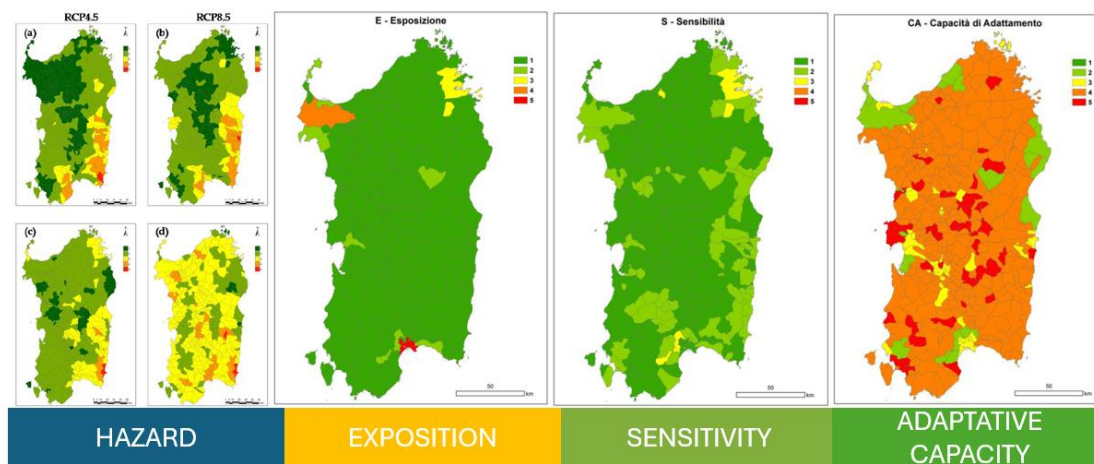 RCP4.5
RCP8.5
(a)
(b)
(c)
(d)
E - Esposizione
1
2
3
4
5
50
km
S - Sensibilità
1
2
3
4
5
50
km
CA - Capacità di Adattamento
1
2
3
4
5
50
km
HAZARD
EXPOSITION
SENSITIVITY
ADAPTATIVE
CAPACITY